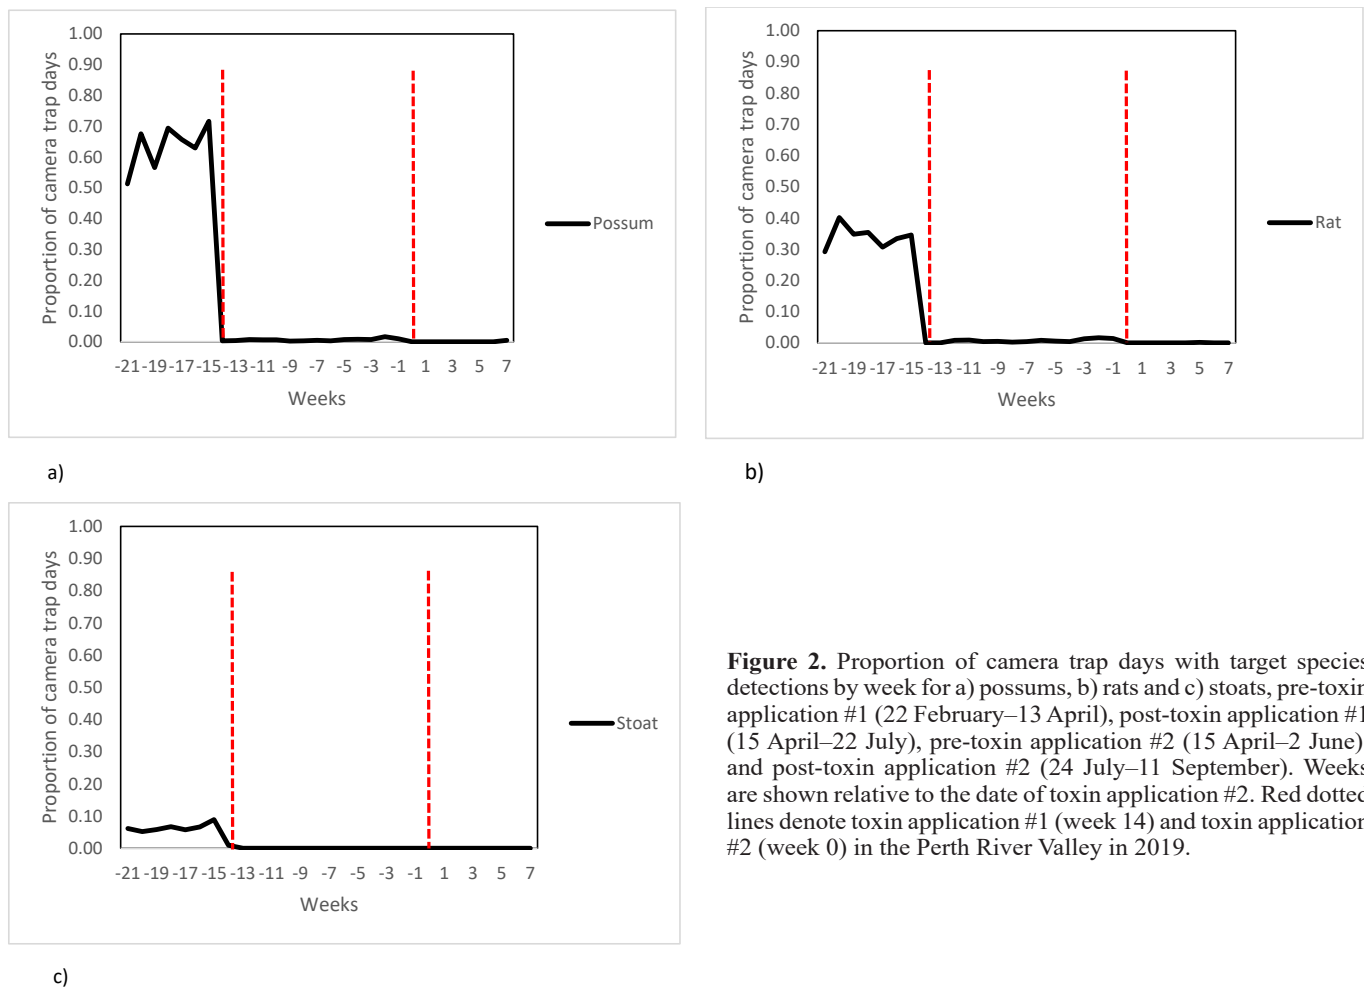 1.00
0.90
0.80
0.70
0.60
0.50
0.40
0.30
0.20
0.10
0.00
Proportion of camera trap days
-21 -19 -17 -15 -13 -11 -9 -7 -5 -3 -1 1 3 5 7
Weeks
Possum
a)
1.00
0.90
0.80
0.70
0.60
0.50
0.40
0.30
0.20
0.10
0.00
Proportion of camera trap days
-21 -19 -17 -15 -13 -11 -9 -7 -5 -3 -1 1 3 5 7
Weeks
Rat
b)
1.00
0.90
0.80
0.70
0.60
0.50
0.40
0.30
0.20
0.10
0.00
Proportion of camera trap days
-21 -19 -17 -15 -13 -11 -9 -7 -5 -3 -1 1 3 5 7
Weeks
Stoat
c)
Figure 2. Proportion of camera trap days with target species
detections by week for a) possums, b) rats and c) stoats, pre-toxin
application #1 (22 February–13 April), post-toxin application #1
(15 April–22 July), pre-toxin application #2 (15 April–2 June)
and post-toxin application #2 (24 July–11 September). Weeks
are shown relative to the date of toxin application #2. Red dotted
lines denote toxin application #1 (week 14) and toxin application
#2 (week 0) in the Perth River Valley in 2019.